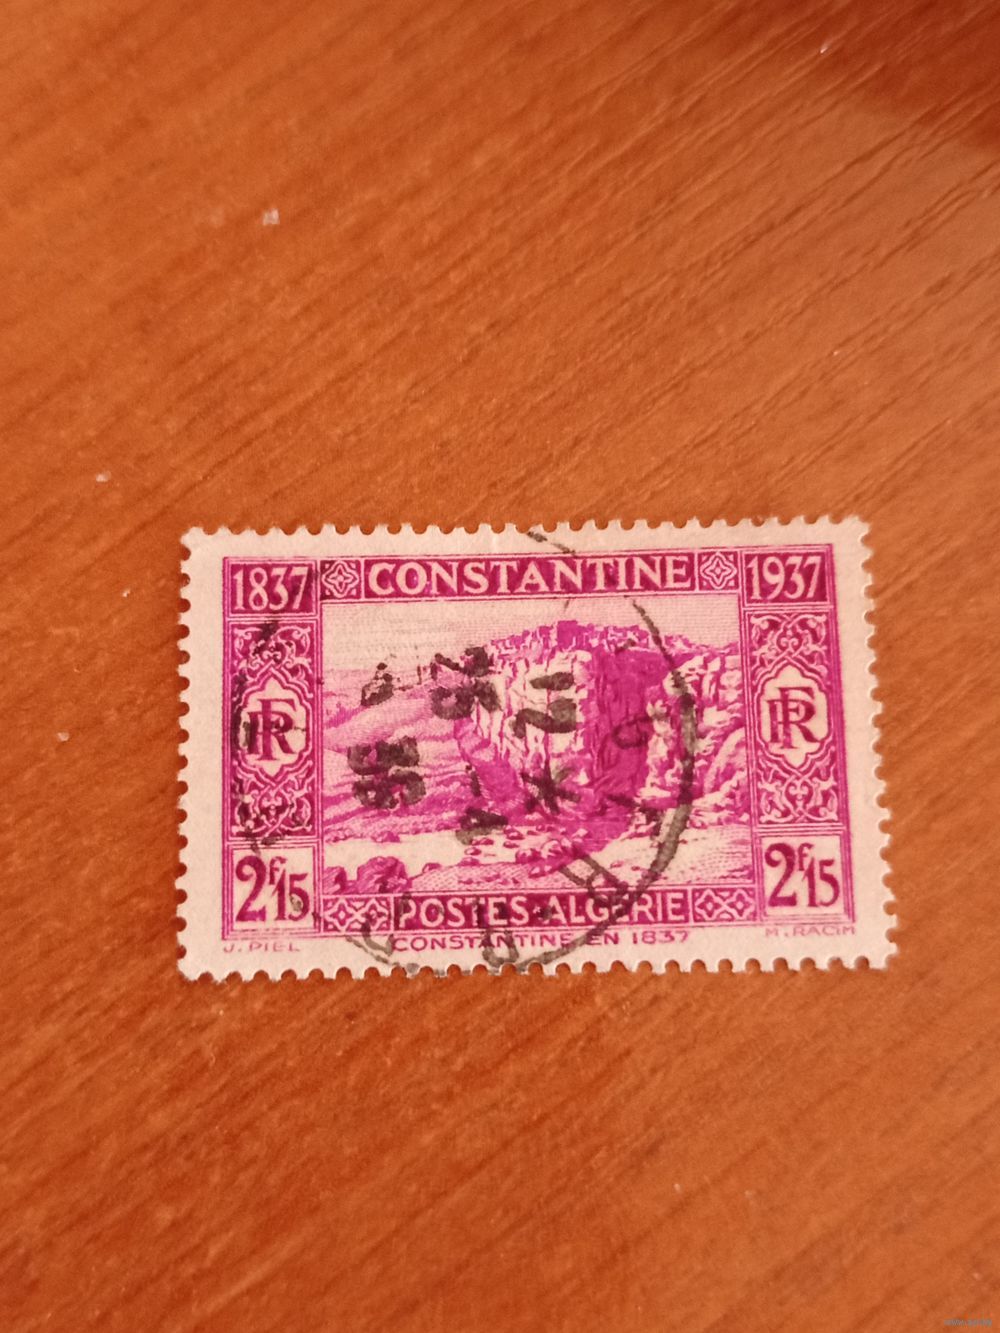 1837 CONSTANTINE 1937
RF RF
2f15 POSTES-ALGERIE 2f15
J. PIEL CONSTANTINE EN 1837 M. RACIM